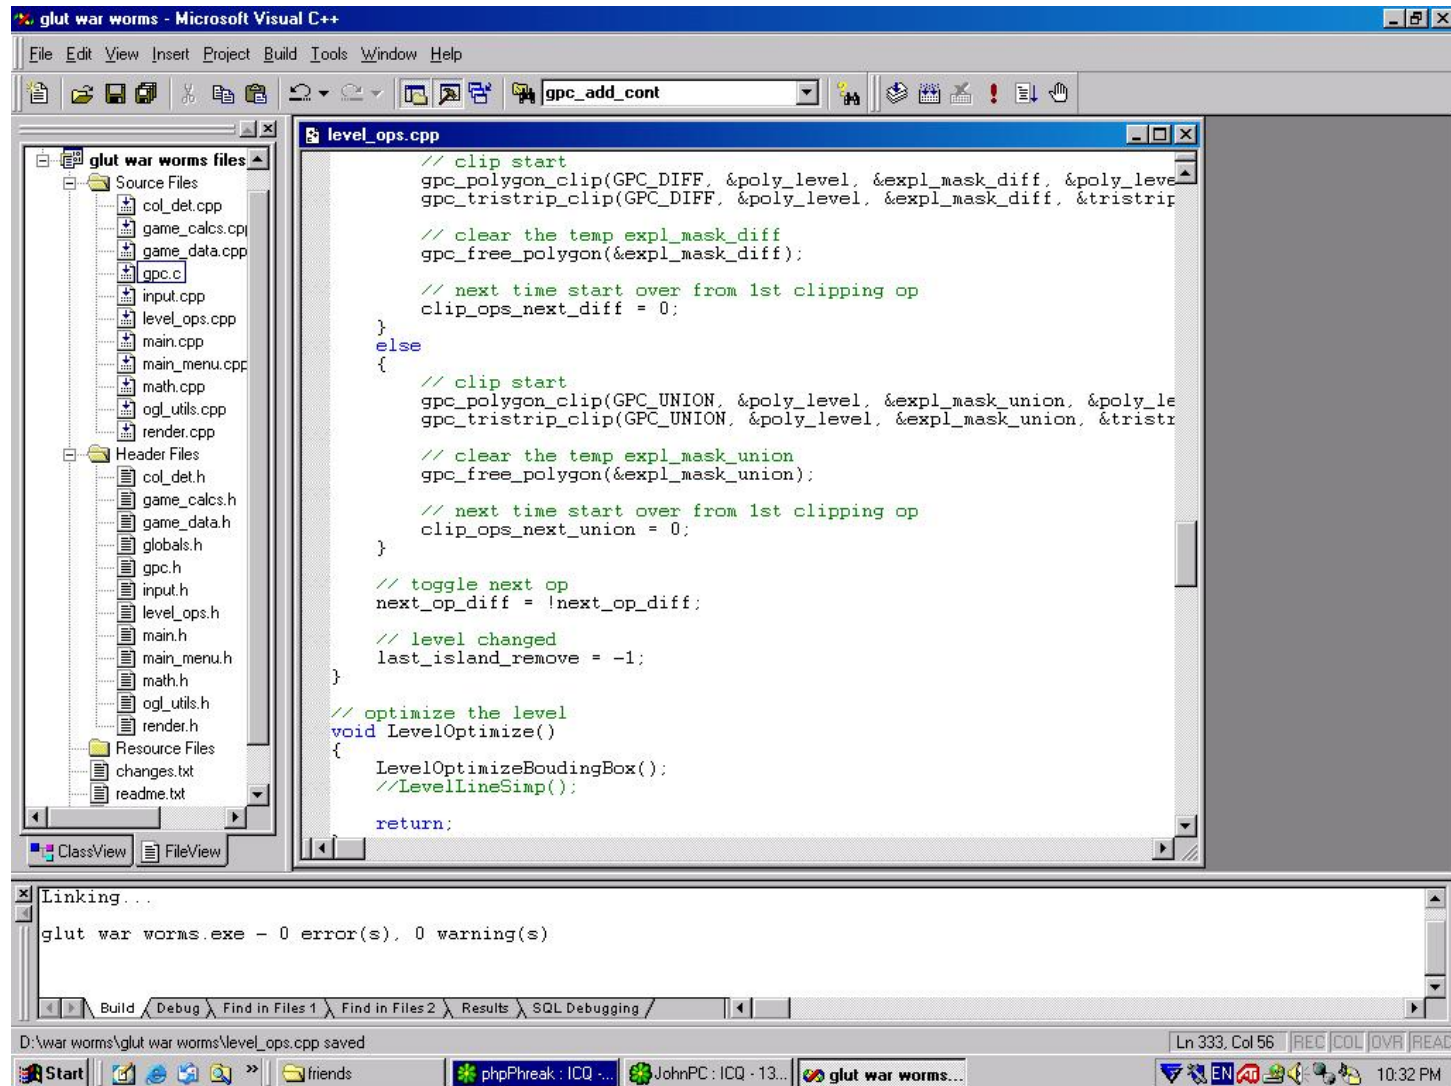 glut war worms - Microsoft Visual C++
File Edit View Insert Project Build Tools Window Help
gpc_add_cont
glut war worms files
Source Files
col_det.cpp
game_calcs.cpp
game_data.cpp
gpc.c
input.cpp
level_ops.cpp
main.cpp
main_menu.cpp
math.cpp
ogl_utils.cpp
render.cpp
Header Files
col_det.h
game_calcs.h
game_data.h
globals.h
gpc.h
input.h
level_ops.h
main.h
main_menu.h
math.h
ogl_utils.h
render.h
Resource Files
changes.txt
readme.txt
ClassView FileView
level_ops.cpp
// clip start
gpc_polygon_clip(GPC_DIFF, &poly_level, &expl_mask_diff, &poly_leve
gpc_tristrip_clip(GPC_DIFF, &poly_level, &expl_mask_diff, &tristrip
// clear the temp expl_mask_diff
gpc_free_polygon(&expl_mask_diff);
// next time start over from 1st clipping op
clip_ops_next_diff = 0;
}
else
{
// clip start
gpc_polygon_clip(GPC_UNION, &poly_level, &expl_mask_union, &poly_le
gpc_tristrip_clip(GPC_UNION, &poly_level, &expl_mask_union, &tristr
// clear the temp expl_mask_union
gpc_free_polygon(&expl_mask_union);
// next time start over from 1st clipping op
clip_ops_next_union = 0;
}
// toggle next op
next_op_diff = !next_op_diff;
// level changed
last_island_remove = -1;
}
// optimize the level
void LevelOptimize()
{
LevelOptimizeBoudingBox();
//LevelLineSimp();
return;
Linking...
glut war worms.exe - 0 error(s), 0 warning(s)
Build Debug Find in Files 1 Find in Files 2 Results SQL Debugging
D:\war worms\glut war worms\level_ops.cpp saved
Ln 333, Col 56 REC COL OVR READ
Start » friends phpPhreak : ICQ -... JohnPC : ICQ - 13... glut war worms... EN 10:32 PM